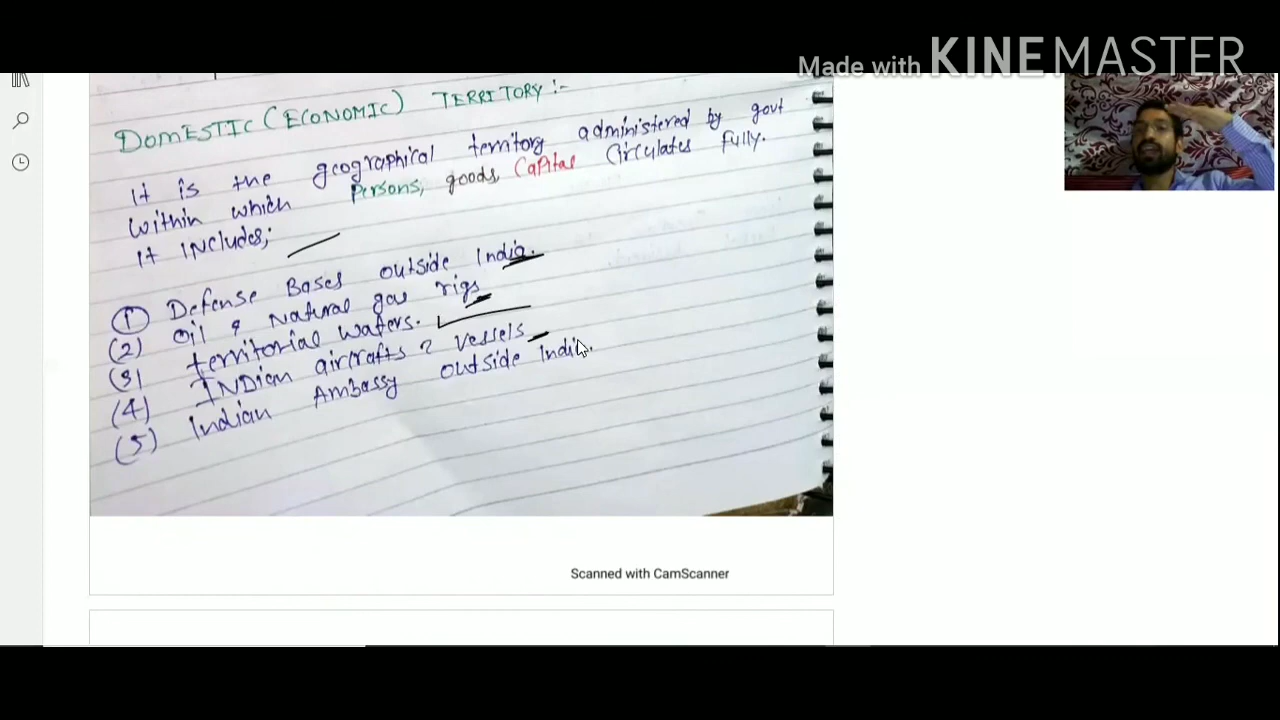 Made with KINEMASTER
DOMESTIC (ECONOMIC) TERRITORY :-
It is the geographical territory administered by govt
within which Persons, goods, Capital Circulates fully.
It includes;
(1) Defense Bases outside India.
(2) Oil & Natural gas rigs
(3) territorial waters.
(4) INDian aircrafts & vessels
(5) Indian Ambassy outside India.
Scanned with CamScanner